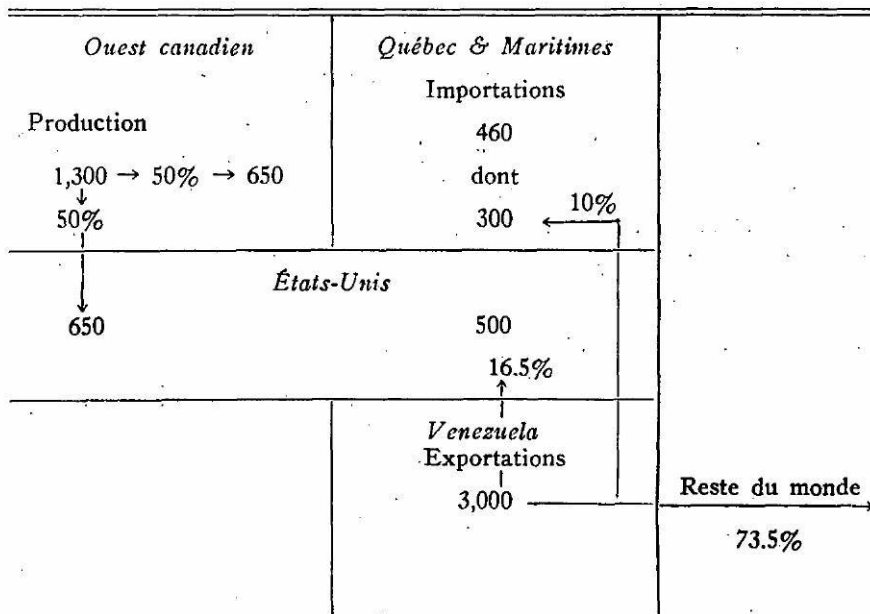 Ouest canadien
Québec & Maritimes
Importations
Production
460
1,300 → 50% → 650
dont
50%
300
10%
États-Unis
650
500
16.5%
Venezuela
Exportations
3,000
Reste du monde
73.5%